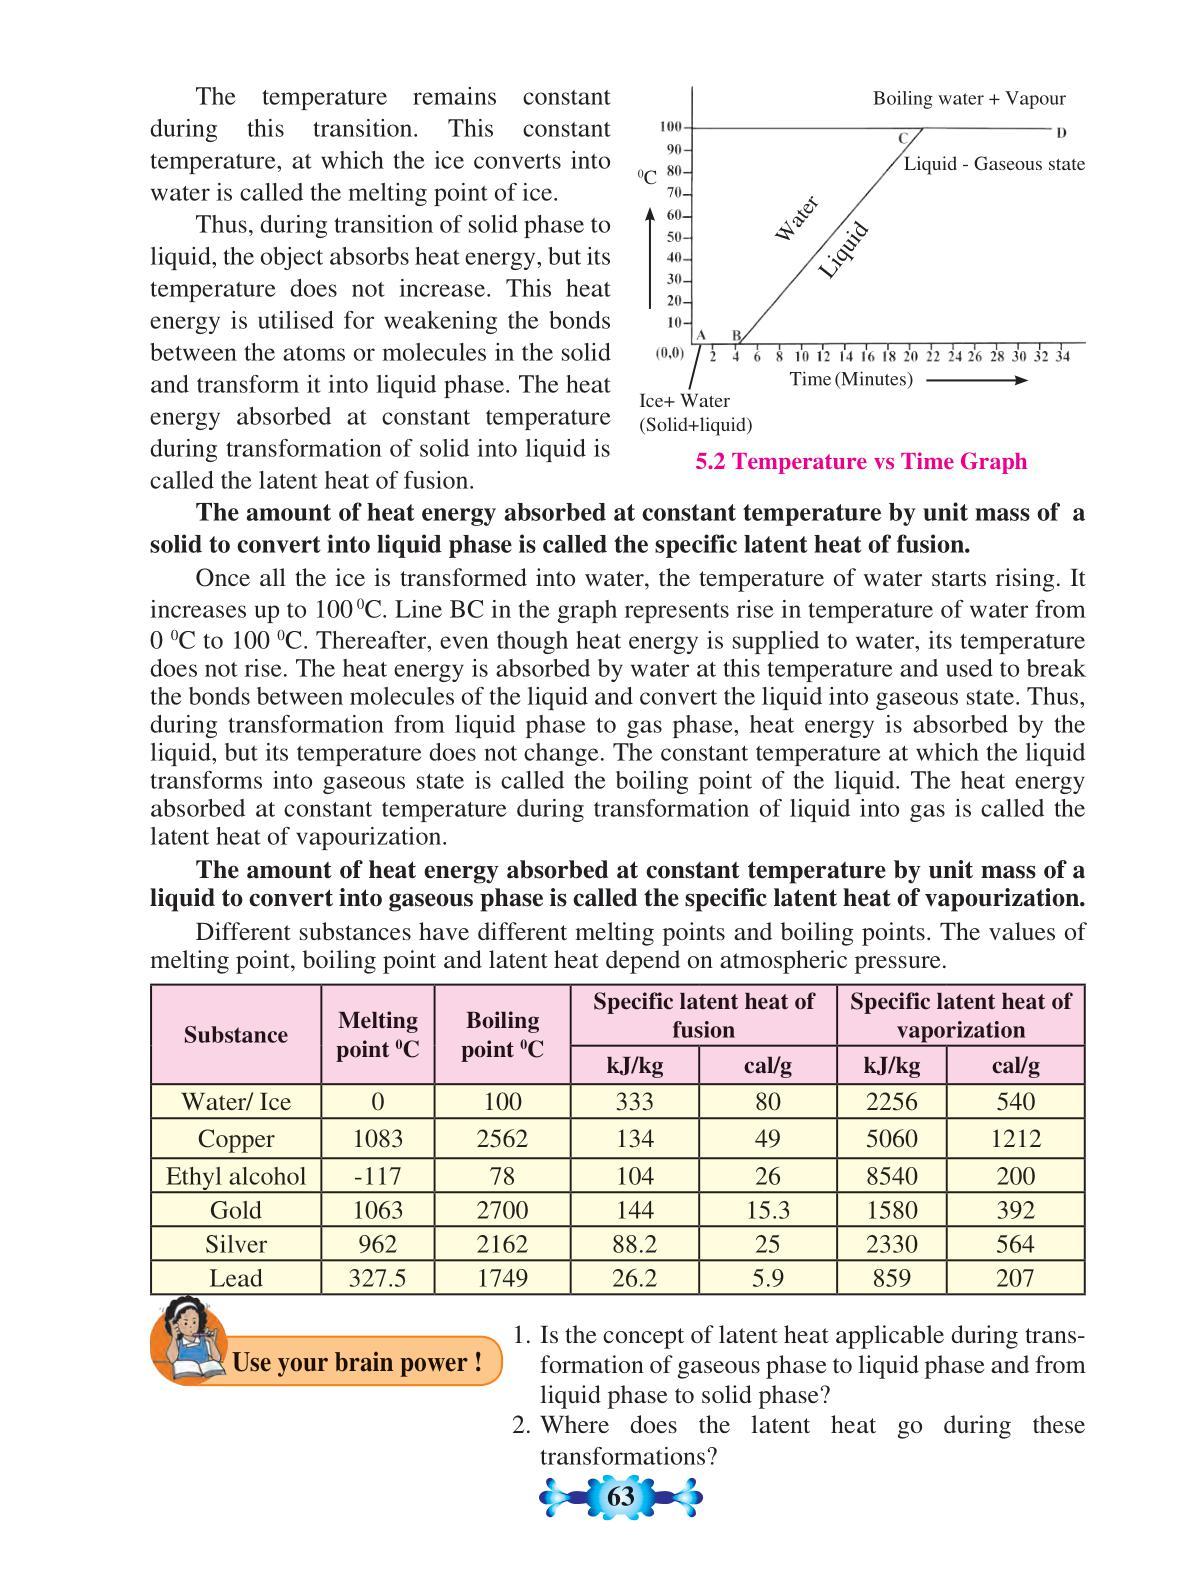 The temperature remains constant
during this transition. This constant
temperature, at which the ice converts into
water is called the melting point of ice.
Thus, during transition of solid phase to
liquid, the object absorbs heat energy, but its
temperature does not increase. This heat
energy is utilised for weakening the bonds
between the atoms or molecules in the solid
and transform it into liquid phase. The heat
energy absorbed at constant temperature
during transformation of solid into liquid is
called the latent heat of fusion.
Boiling water + Vapour
100
C
D
90
Liquid - Gaseous state
⁰C
80
70
60
50
40
30
20
10
Water
Liquid
A
B
(0,0)
2 4 6 8 10 12 14 16 18 20 22 24 26 28 30 32 34
Time (Minutes)
Ice+ Water
(Solid+liquid)
5.2 Temperature vs Time Graph
The amount of heat energy absorbed at constant temperature by unit mass of a
solid to convert into liquid phase is called the specific latent heat of fusion.
Once all the ice is transformed into water, the temperature of water starts rising. It
increases up to 100 ⁰C. Line BC in the graph represents rise in temperature of water from
0 ⁰C to 100 ⁰C. Thereafter, even though heat energy is supplied to water, its temperature
does not rise. The heat energy is absorbed by water at this temperature and used to break
the bonds between molecules of the liquid and convert the liquid into gaseous state. Thus,
during transformation from liquid phase to gas phase, heat energy is absorbed by the
liquid, but its temperature does not change. The constant temperature at which the liquid
transforms into gaseous state is called the boiling point of the liquid. The heat energy
absorbed at constant temperature during transformation of liquid into gas is called the
latent heat of vapourization.
The amount of heat energy absorbed at constant temperature by unit mass of a
liquid to convert into gaseous phase is called the specific latent heat of vapourization.
Different substances have different melting points and boiling points. The values of
melting point, boiling point and latent heat depend on atmospheric pressure.
Substance
Melting
point ⁰C
Boiling
point ⁰C
Specific latent heat of
fusion
Specific latent heat of
vaporization
kJ/kg cal/g kJ/kg cal/g
Water/ Ice 0 100 333 80 2256 540
Copper 1083 2562 134 49 5060 1212
Ethyl alcohol -117 78 104 26 8540 200
Gold 1063 2700 144 15.3 1580 392
Silver 962 2162 88.2 25 2330 564
Lead 327.5 1749 26.2 5.9 859 207
Use your brain power !
1. Is the concept of latent heat applicable during trans-
formation of gaseous phase to liquid phase and from
liquid phase to solid phase?
2. Where does the latent heat go during these
transformations?
63